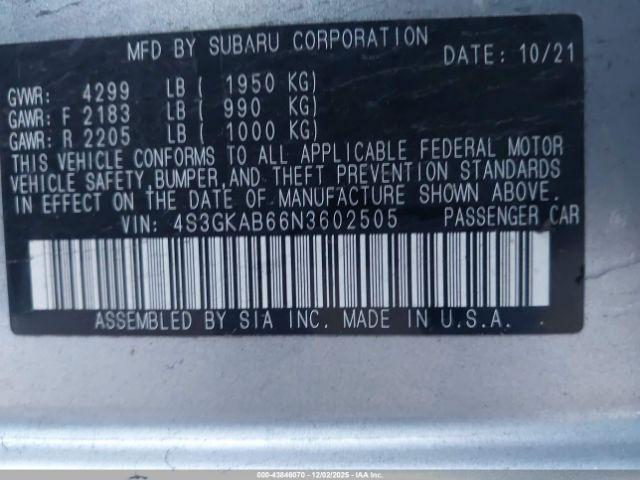 MFD BY SUBARU CORPORATION DATE: 10/21
GVWR: 4299 LB ( 1950 KG)
GAWR: F 2183 LB ( 990 KG)
GAWR: R 2205 LB ( 1000 KG)
THIS VEHICLE CONFORMS TO ALL APPLICABLE FEDERAL MOTOR
VEHICLE SAFETY,BUMPER,AND THEFT PREVENTION STANDARDS
IN EFFECT ON THE DATE OF MANUFACTURE SHOWN ABOVE.
VIN: 4S3GKAB66N3602505 PASSENGER CAR
ASSEMBLED BY SIA INC. MADE IN U.S.A.
000-43846070 • 12/02/2025 • IAA Inc.